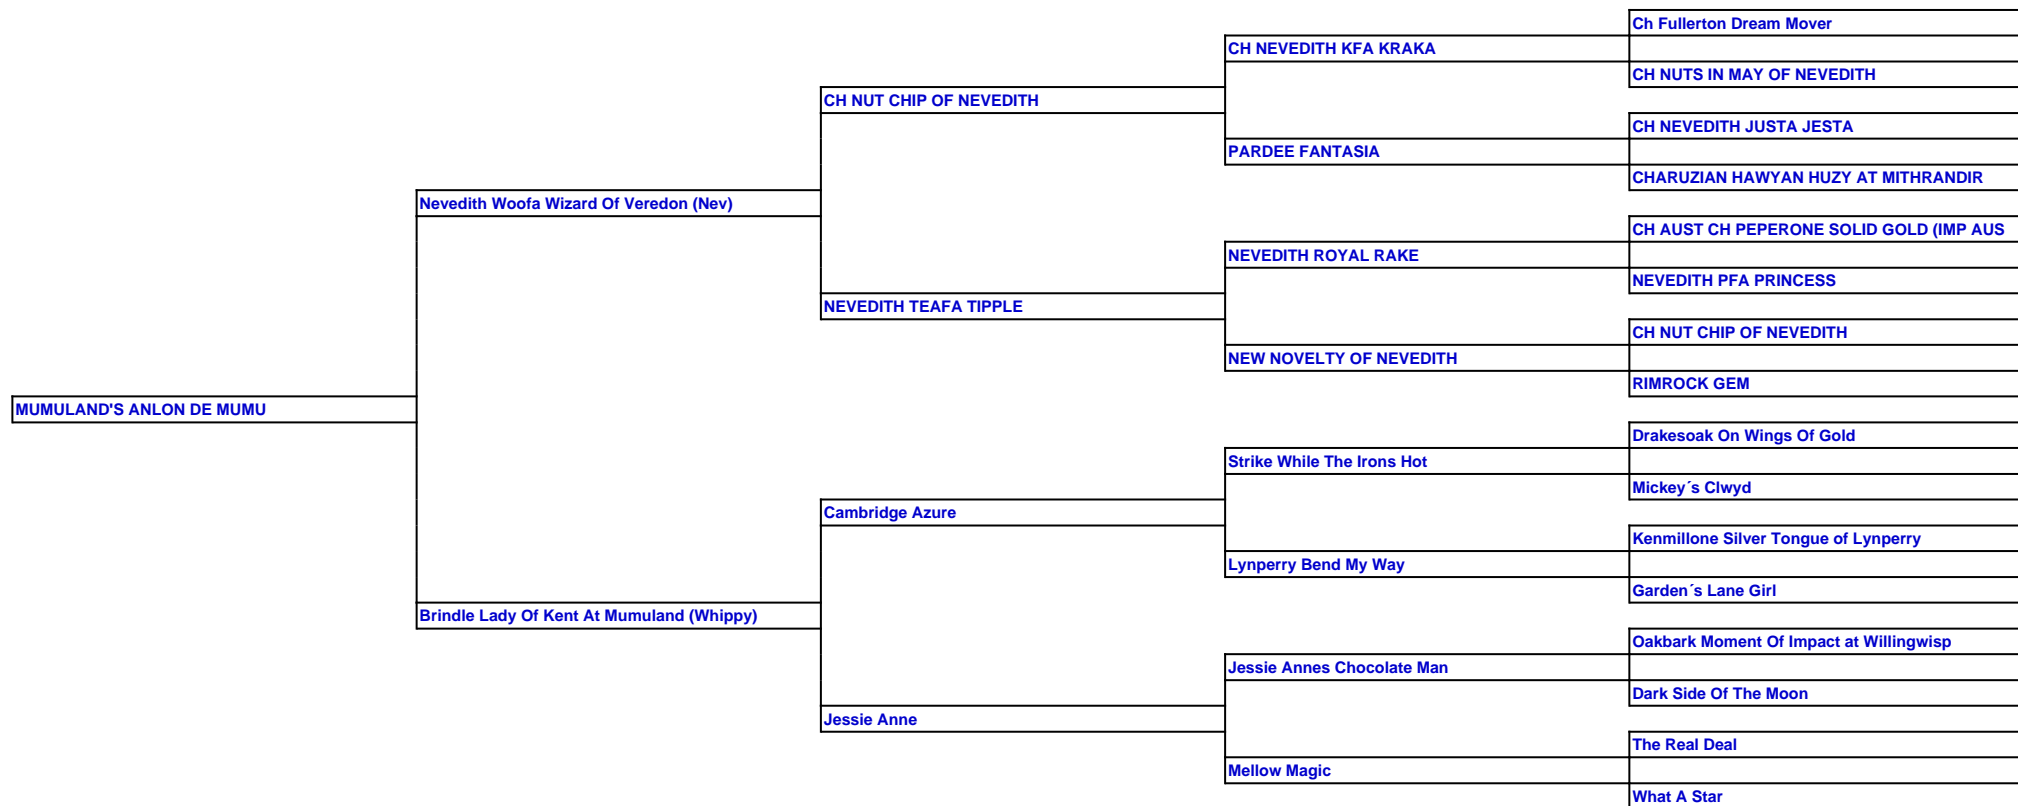 Ch Fullerton Dream Mover
CH NEVEDITH KFA KRAKA
CH NUTS IN MAY OF NEVEDITH
CH NUT CHIP OF NEVEDITH
CH NEVEDITH JUSTA JESTA
PARDEE FANTASIA
CHARUZIAN HAWYAN HUZY AT MITHRANDIR
Nevedith Woofa Wizard Of Veredon (Nev)
CH AUST CH PEPERONE SOLID GOLD (IMP AUS
NEVEDITH ROYAL RAKE
NEVEDITH PFA PRINCESS
NEVEDITH TEAFA TIPPLE
CH NUT CHIP OF NEVEDITH
NEW NOVELTY OF NEVEDITH
RIMROCK GEM
MUMULAND'S ANLON DE MUMU
Drakesoak On Wings Of Gold
Strike While The Irons Hot
Mickey´s Clwyd
Cambridge Azure
Kenmillone Silver Tongue of Lynperry
Lynperry Bend My Way
Garden´s Lane Girl
Brindle Lady Of Kent At Mumuland (Whippy)
Oakbark Moment Of Impact at Willingwisp
Jessie Annes Chocolate Man
Dark Side Of The Moon
Jessie Anne
The Real Deal
Mellow Magic
What A Star